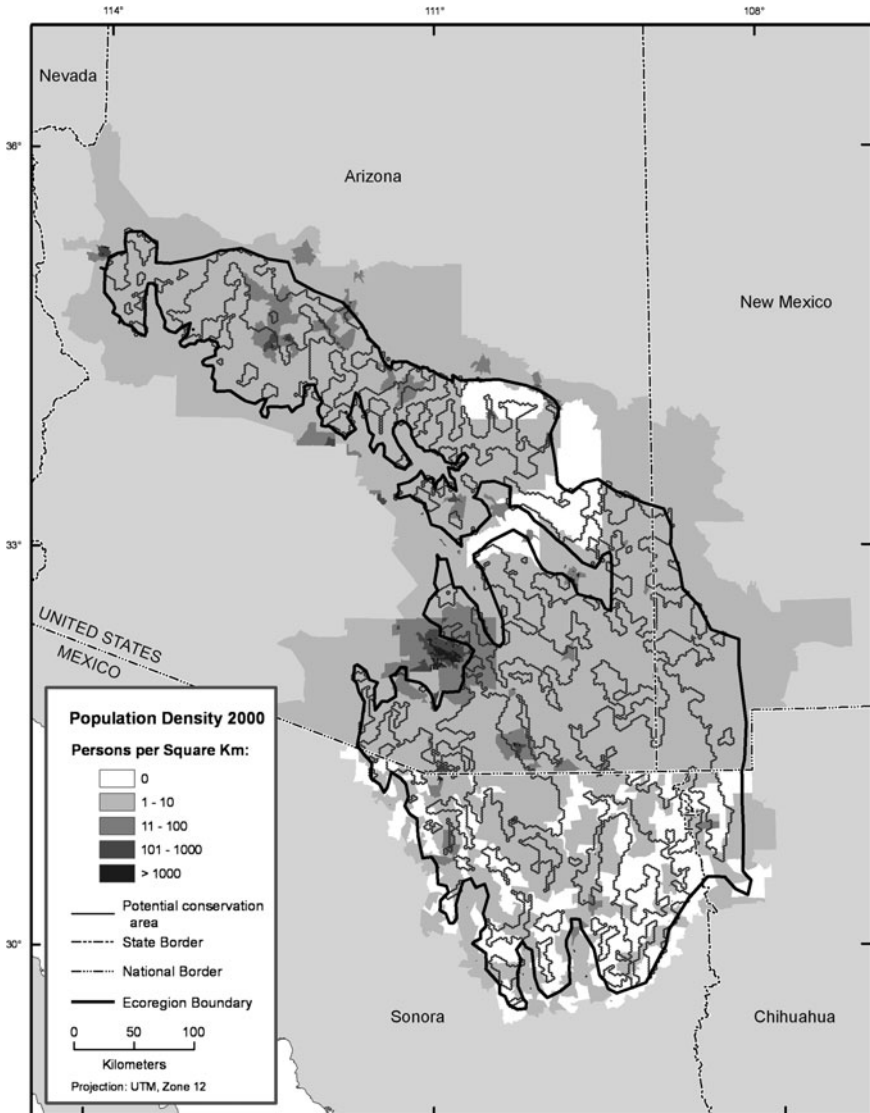 114°
111°
108°
Nevada
36°
Arizona
New Mexico
33°
UNITED STATES
MEXICO
Population Density 2000
Persons per Square Km:
0
1 - 10
11 - 100
101 - 1000
> 1000
Potential conservation
area
State Border
National Border
Ecoregion Boundary
0 50 100
Kilometers
Projection: UTM, Zone 12
30°
Sonora
Chihuahua